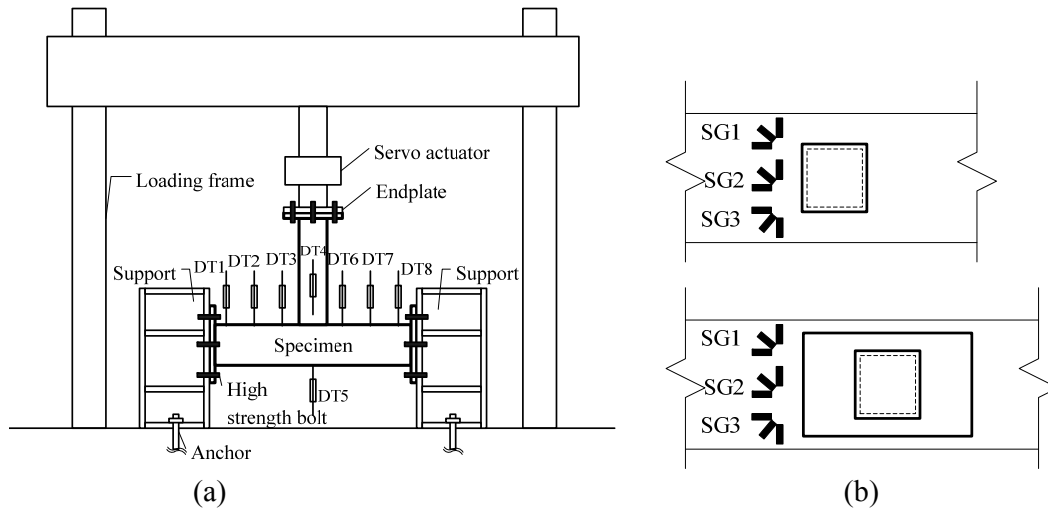 Servo actuator
Endplate
Loading frame
Support
DT1
DT2
DT3
DT4
DT6
DT7
DT8
Support
Specimen
DT5
High
strength bolt
Anchor
(a)
SG1
SG2
SG3
SG1
SG2
SG3
(b)